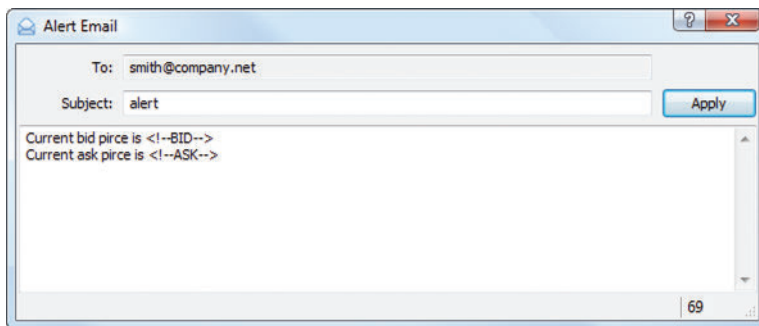 Alert Email
?
To: smith@company.net
Subject: alert
Apply
Current bid pirce is <!--BID-->
Current ask pirce is <!--ASK-->
69